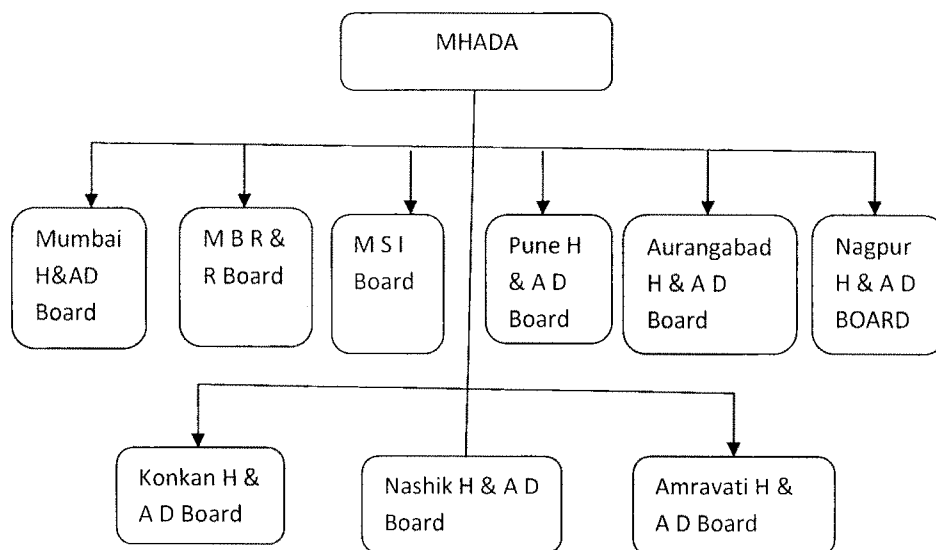 MHADA
Mumbai
H&AD
Board
M B R &
R Board
M S I
Board
Pune H
& A D
Board
Aurangabad
H & A D
Board
Nagpur
H & A D
BOARD
Konkan H &
A D Board
Nashik H & A D
Board
Amravati H &
A D Board